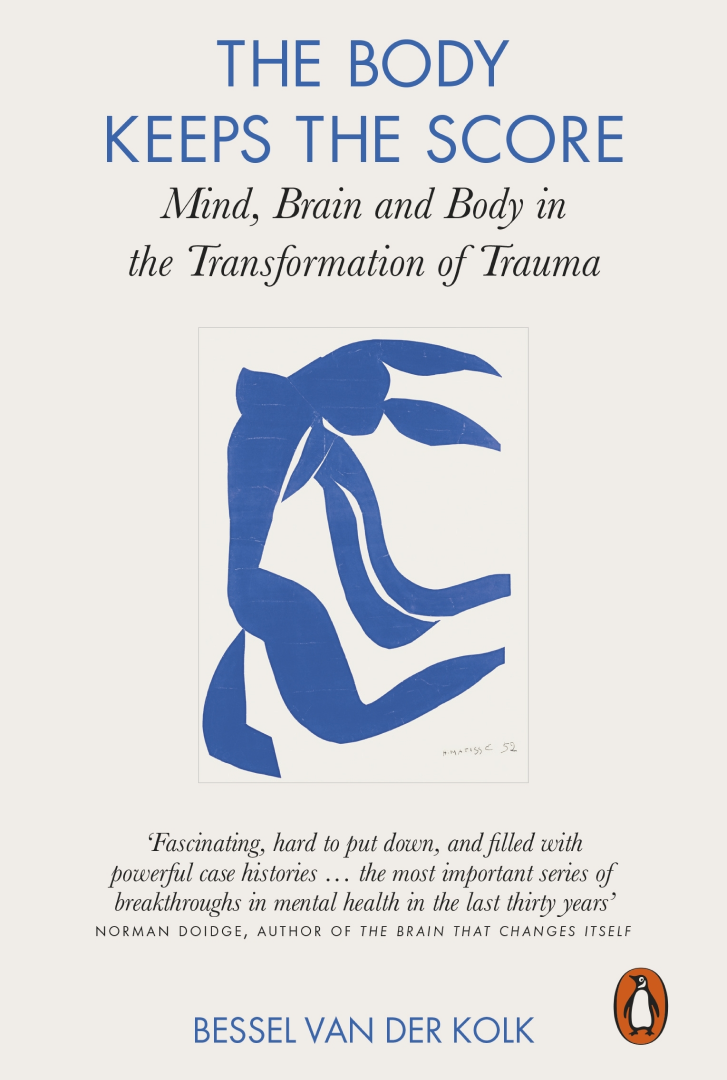 THE BODY
KEEPS THE SCORE
Mind, Brain and Body in
the Transformation of Trauma
H. MATISSE 52
‘Fascinating, hard to put down, and filled with
powerful case histories … the most important series of
breakthroughs in mental health in the last thirty years’
NORMAN DOIDGE, AUTHOR OF THE BRAIN THAT CHANGES ITSELF
BESSEL VAN DER KOLK